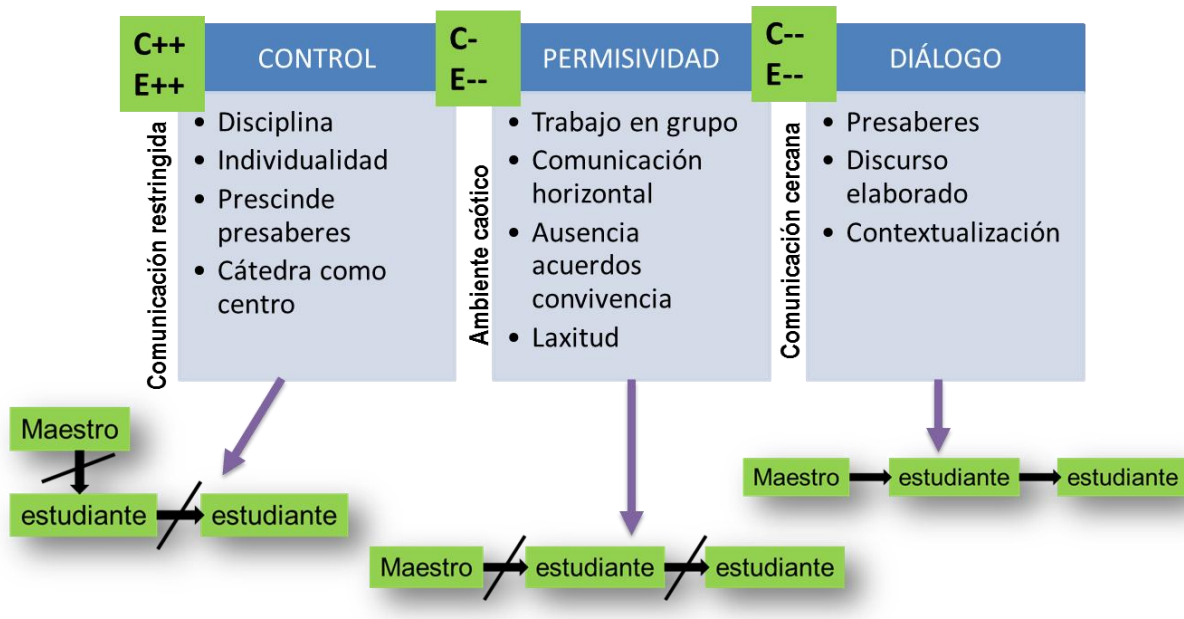 C++
E++
CONTROL
Comunicación restringida
• Disciplina
• Individualidad
• Prescinde
presaberes
• Cátedra como
centro
C-
E--
PERMISIVIDAD
Ambiente caótico
• Trabajo en grupo
• Comunicación
horizontal
• Ausencia
acuerdos
convivencia
• Laxitud
C--
E--
DIÁLOGO
Comunicación cercana
• Presaberes
• Discurso
elaborado
• Contextualización
Maestro
estudiante
estudiante
Maestro
estudiante
estudiante
Maestro
estudiante
estudiante